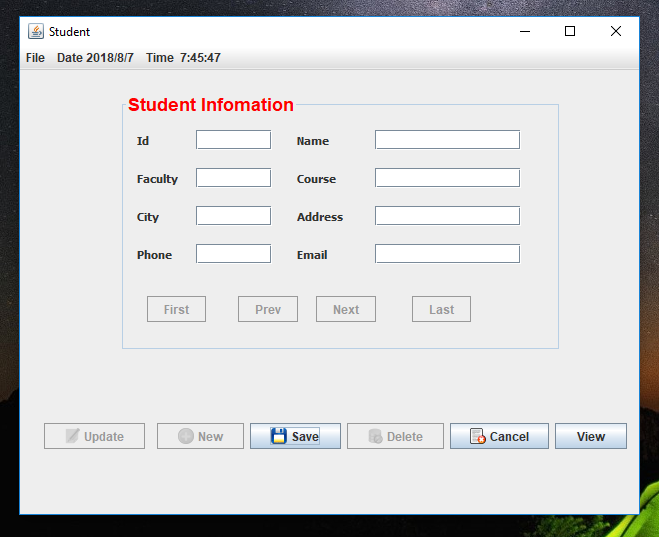 Student
File Date 2018/8/7 Time 7:45:47
Student Infomation
Id Name
Faculty Course
City Address
Phone Email
First Prev Next Last
Update New Save Delete Cancel View